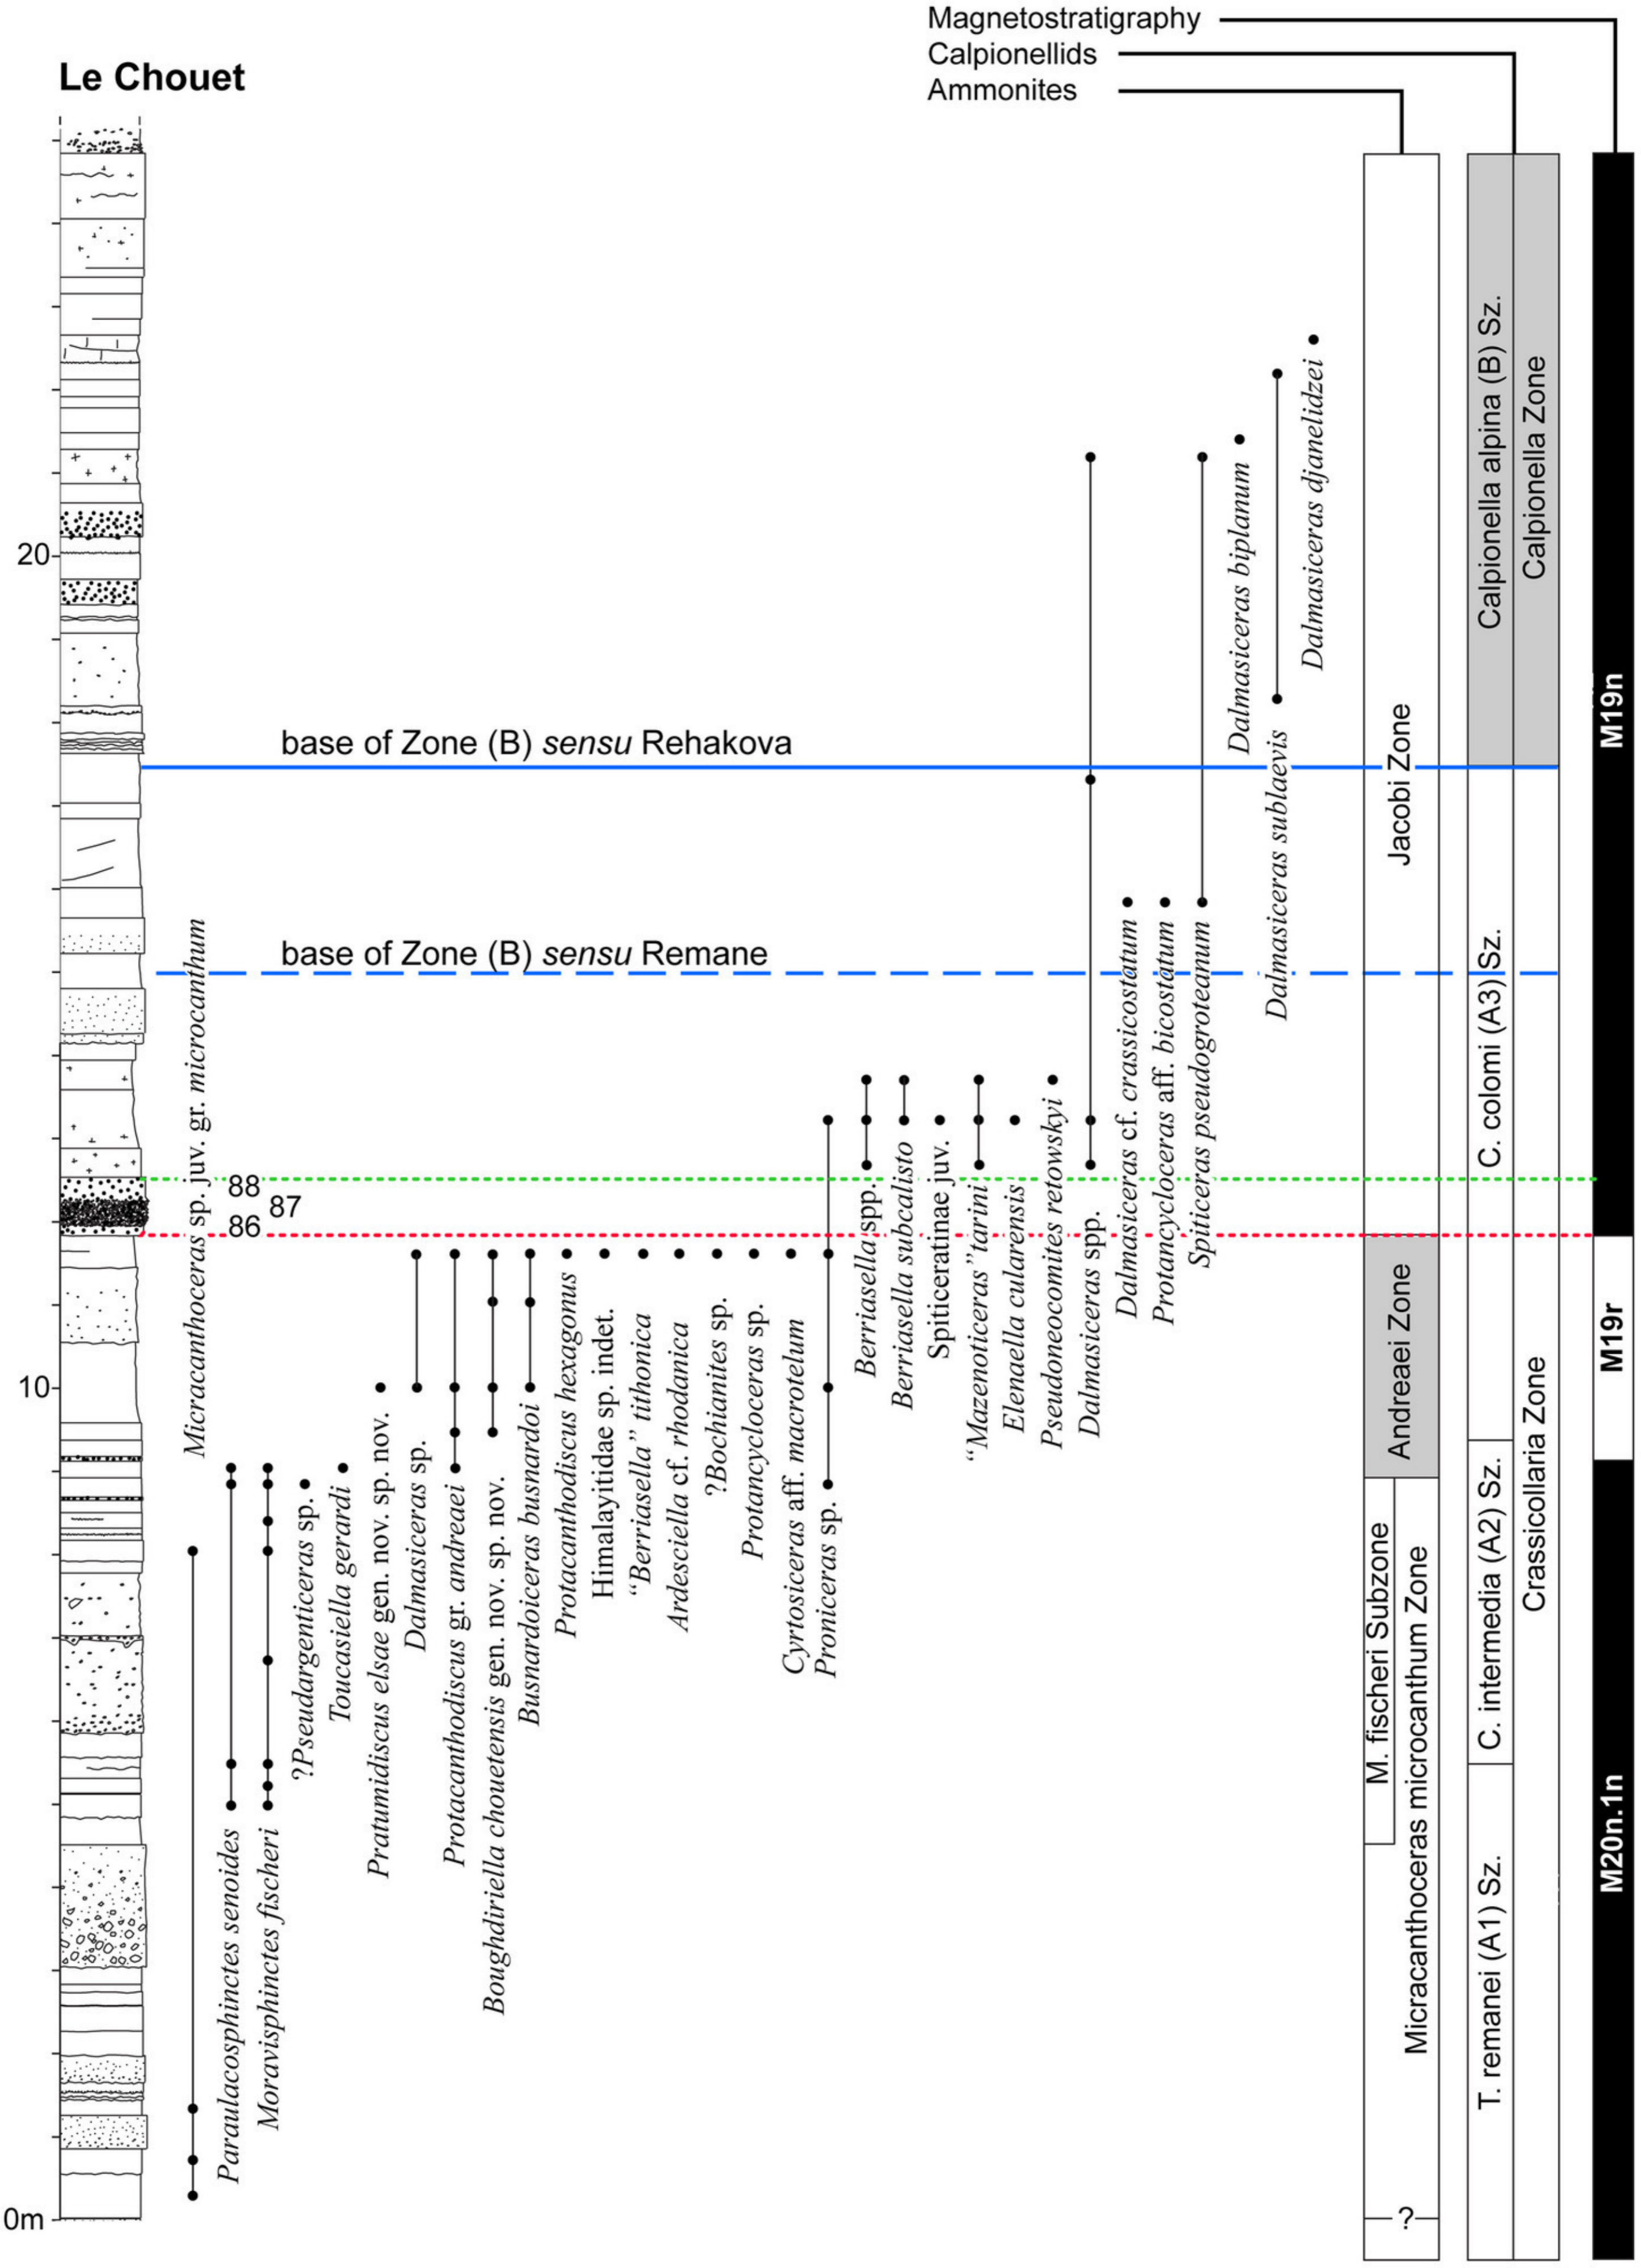 Magnetostratigraphy
Calpionellids
Ammonites
Le Chouet
20
10
0m
base of Zone (B) sensu Rehakova
base of Zone (B) sensu Remane
88
87
86
Micracanthoceras sp. juv. gr. microcanthum
Paraulacosphinctes senoides
Moravisphinctes fischeri
?Pseudargenticeras sp.
Toucasiella gerardi
Pratumidiscus elsae gen. nov. sp. nov.
Dalmasiceras sp.
Protacanthodiscus gr. andreaei
Boughdiriella chouetensis gen. nov. sp. nov.
Busnardoiceras busnardoi
Protacanthodiscus hexagonus
Himalayitidae sp. indet.
“Berriasella” tithonica
Ardesciella cf. rhodanica
?Bochianites sp.
Protancyloceras sp.
Cyrtosiceras aff. macrotelum
Proniceras sp.
Berriasella spp.
Berriasella subcalisto
Spiticeratinae juv.
“Mazenoticeras” tarini
Elenaella cularensis
Pseudoneocomites retowskyi
Dalmasiceras spp.
Dalmasiceras cf. crassicostatum
Protancycloceras aff. bicostatum
Spiticeras pseudogroteanum
Dalmasiceras biplanum
Dalmasiceras sublaevis
Dalmasiceras djanelidzei
Jacobi Zone
Andreaei Zone
M. fischeri Subzone
Micracanthoceras microcanthum Zone
?
Calpionella alpina (B) Sz.
Calpionella Zone
C. colomi (A3) Sz.
C. intermedia (A2) Sz.
T. remanei (A1) Sz.
Crassicollaria Zone
M19n
M19r
M20n.1n